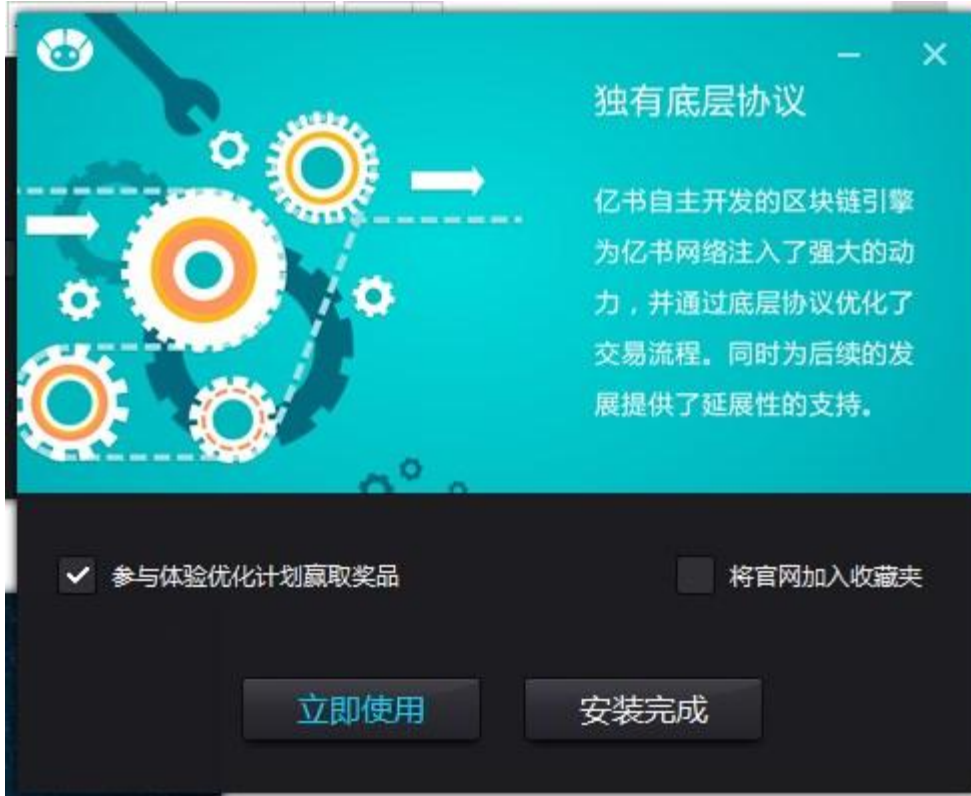 独有底层协议
亿书自主开发的区块链引擎
为亿书网络注入了强大的动
力，并通过底层协议优化了
交易流程。同时为后续的发
展提供了延展性的支持。
参与体验优化计划赢取奖品
将官网加入收藏夹
立即使用
安装完成